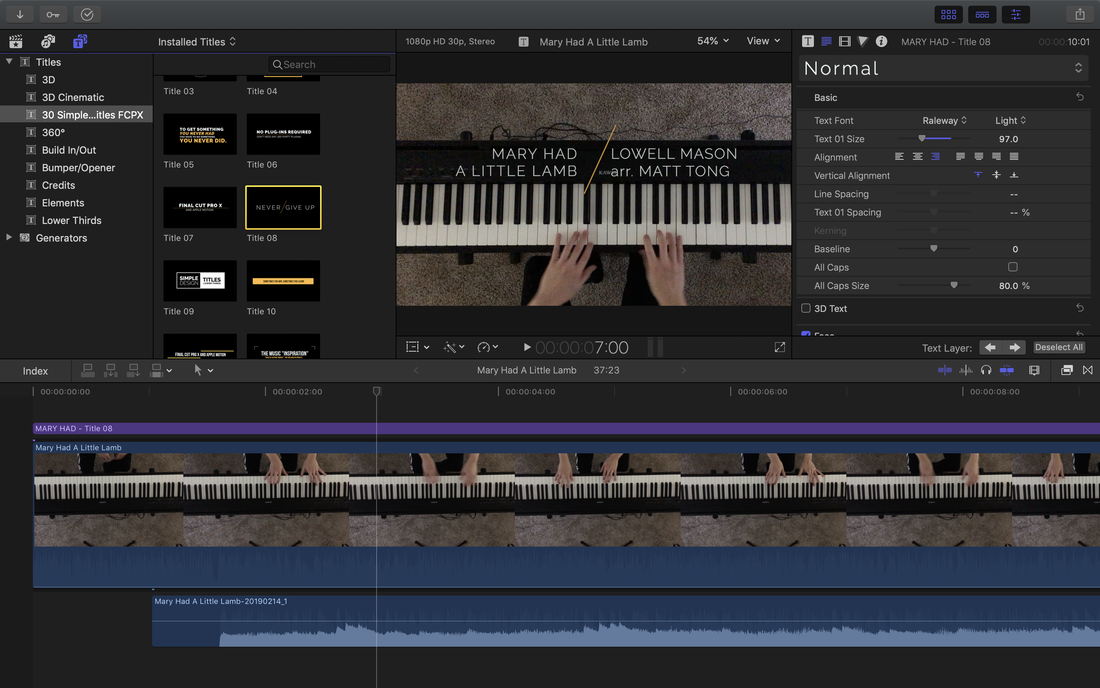 Installed Titles
1080p HD 30p, Stereo
Mary Had A Little Lamb
54%
View
MARY HAD - Title 08
00:00:10:01
Titles
3D
3D Cinematic
30 Simple...itles FCPX
360°
Build In/Out
Bumper/Opener
Credits
Elements
Lower Thirds
Generators
Search
Title 03
Title 04
TO GET SOMETHING
YOU NEVER HAD
YOU NEVER DID.
NO PLUG-INS REQUIRED
Title 05
Title 06
FINAL CUT PRO X
AND APPLE MOTION
NEVER GIVE UP
Title 07
Title 08
SIMPLE
DESIGN
TITLES
Title 09
Title 10
FINAL CUT PRO X AND APPLE MOTION
THE MUSIC "INSPIRATION"
MARY HAD
A LITTLE LAMB
LOWELL MASON
arr. MATT TONG
KAWAI
00:00:07:00
Normal
Basic
Text Font
Raleway
Light
Text 01 Size
97.0
Alignment
Vertical Alignment
Line Spacing
--
Text 01 Spacing
-- %
Kerning
Baseline
0
All Caps
All Caps Size
80.0 %
3D Text
Face
Text Layer:
Deselect All
Index
Mary Had A Little Lamb
37:23
00:00:00:00
00:00:02:00
00:00:04:00
00:00:06:00
00:00:08:00
MARY HAD - Title 08
Mary Had A Little Lamb
Mary Had A Little Lamb-20190214_1